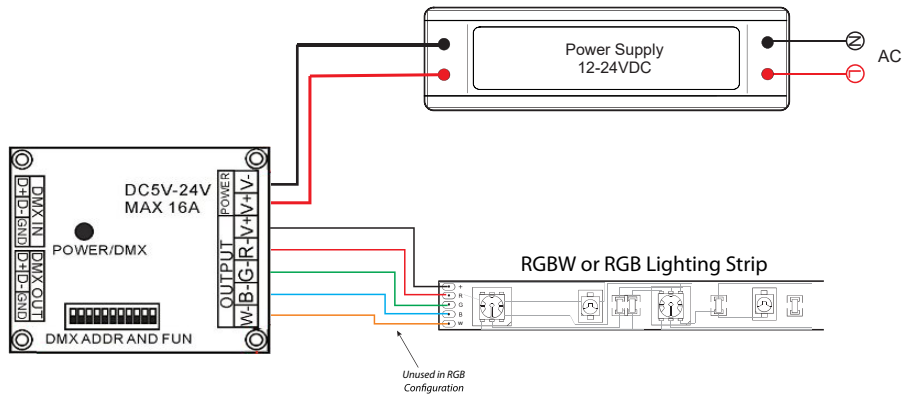 Power Supply
12-24VDC
N
L
AC
DC5V-24V
MAX 16A
POWER
V-
V+
OUTPUT
V+
R-
G-
B-
W-
DMX IN
D+
D-
GND
DMX OUT
D+
D-
GND
POWER/DMX
DMX ADDR AND FUN
RGBW or RGB Lighting Strip
+
R
G
B
W
Unused in RGB
Configuration